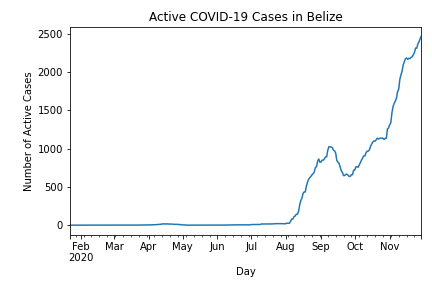 Active COVID-19 Cases in Belize
Number of Active Cases
2500
2000
1500
1000
500
0
Feb Mar Apr May Jun Jul Aug Sep Oct Nov
2020
Day